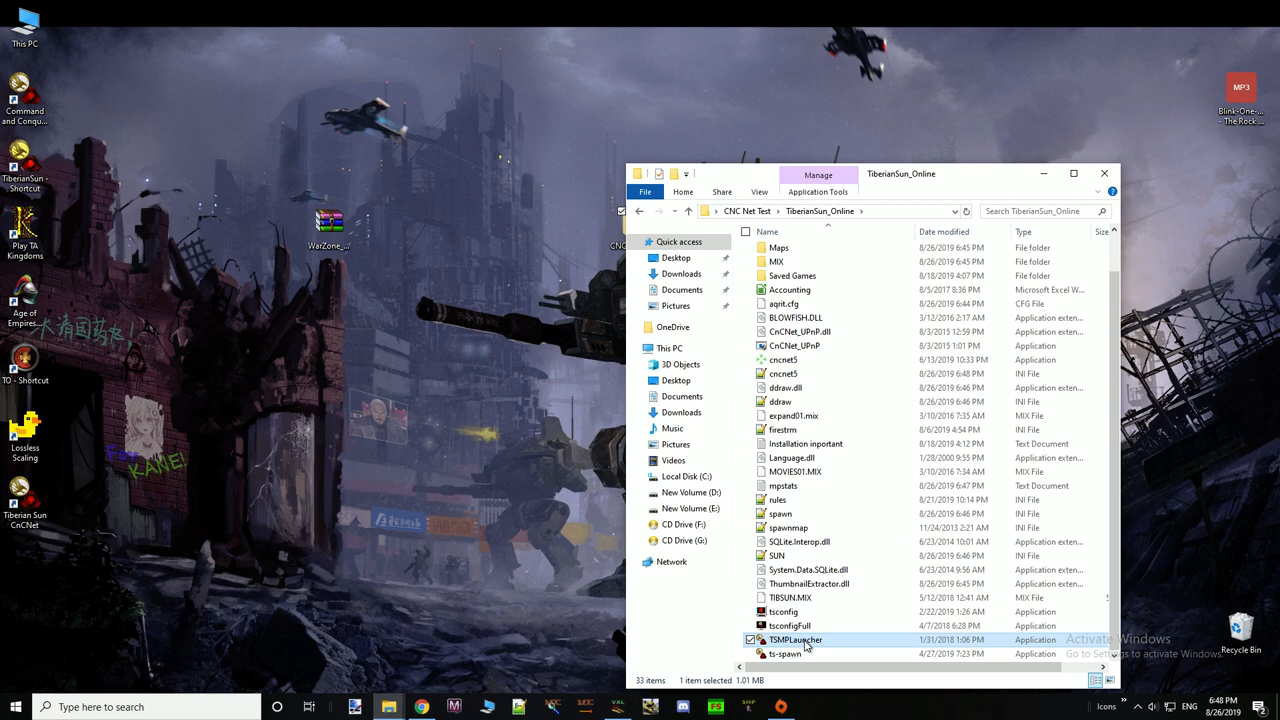 This PC
Command
and Conqu...
TiberianSun -
Shortcut
Play TA
Kingdoms
Age of
Empires...
TO - Shortcut
Lossless
Scaling
Tiberian Sun
CnCNet
WarZone_...
MP3
Blink-One-...
- The Rock ...
For
KANE!
CNC
Manage
TiberianSun_Online
File
Home
Share
View
Application Tools
CNC Net Test
TiberianSun_Online
Search TiberianSun_Online
Name
Date modified
Type
Size
Quick access
Desktop
Downloads
Documents
Pictures
OneDrive
This PC
3D Objects
Desktop
Documents
Downloads
Music
Pictures
Videos
Local Disk (C:)
New Volume (D:)
New Volume (E:)
CD Drive (F:)
CD Drive (G:)
Network
Maps 8/26/2019 6:45 PM File folder
MIX 8/26/2019 6:45 PM File folder
Saved Games 8/18/2019 4:07 PM File folder
Accounting 8/5/2017 8:36 PM Microsoft Excel W...
aqrit.cfg 8/26/2019 6:44 PM CFG File
BLOWFISH.DLL 3/12/2016 2:17 AM Application exten...
CnCNet_UPnP.dll 8/3/2015 12:59 PM Application exten...
CnCNet_UPnP 8/3/2015 1:01 PM Application
cncnet5 6/13/2019 10:33 PM Application
cncnet5 8/26/2019 6:48 PM INI File
ddraw.dll 8/26/2019 6:46 PM Application exten...
ddraw 8/26/2019 6:46 PM INI File
expand01.mix 3/10/2016 7:35 AM MIX File
firestrm 8/6/2019 4:54 PM INI File
Installation inportant 8/18/2019 4:12 PM Text Document
Language.dll 1/28/2000 9:55 PM Application exten...
MOVIES01.MIX 3/10/2016 7:34 AM MIX File
mpstats 8/26/2019 6:47 PM Text Document
rules 8/21/2019 10:14 PM INI File
spawn 8/26/2019 6:46 PM INI File
spawnmap 11/24/2013 2:21 AM INI File
SQLite.Interop.dll 6/23/2014 10:01 AM Application exten...
SUN 8/26/2019 6:46 PM INI File
System.Data.SQLite.dll 6/23/2014 9:56 AM Application exten...
ThumbnailExtractor.dll 8/26/2019 6:45 PM Application exten...
TIBSUN.MIX 5/12/2018 12:41 AM MIX File
tsconfig 2/22/2019 1:26 AM Application
tsconfigFull 4/7/2018 6:28 PM Application
TSMPLauncher 1/31/2018 1:06 PM Application
ts-spawn 4/27/2019 7:23 PM Application
33 items 1 item selected 1.01 MB
Activate Windows
Go to Settings to activate Windows.
Recycle Bin
Type here to search
FS
Icons
ENG
6:48 PM
8/26/2019
2